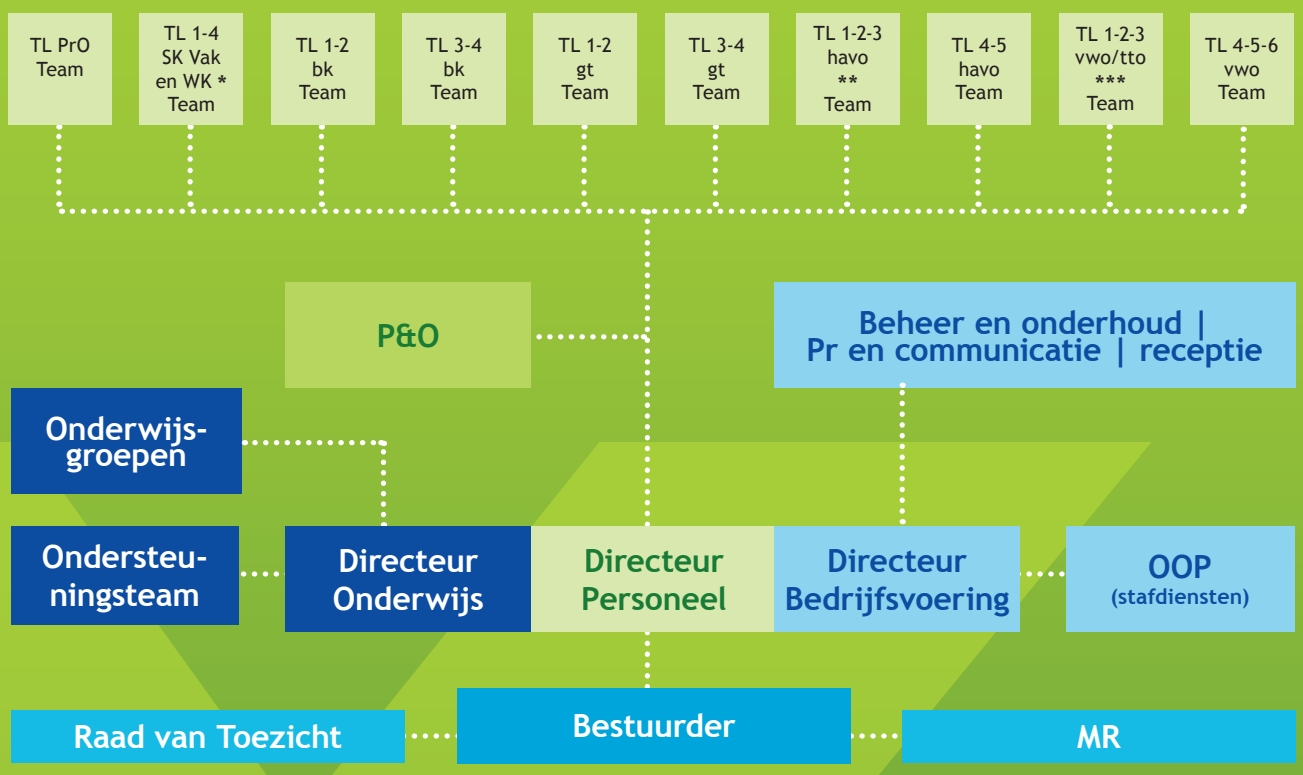 TL PrO
Team
TL 1-4
SK Vak
en WK *
Team
TL 1-2
bk
Team
TL 3-4
bk
Team
TL 1-2
gt
Team
TL 3-4
gt
Team
TL 1-2-3
havo
**
Team
TL 4-5
havo
Team
TL 1-2-3
vwo/tto
***
Team
TL 4-5-6
vwo
Team
P&O
Beheer en onderhoud |
Pr en communicatie | receptie
Onderwijs-
groepen
Ondersteu-
ningsteam
Directeur
Onderwijs
Directeur
Personeel
Directeur
Bedrijfsvoering
OOP
(stafdiensten)
Raad van Toezicht
Bestuurder
MR